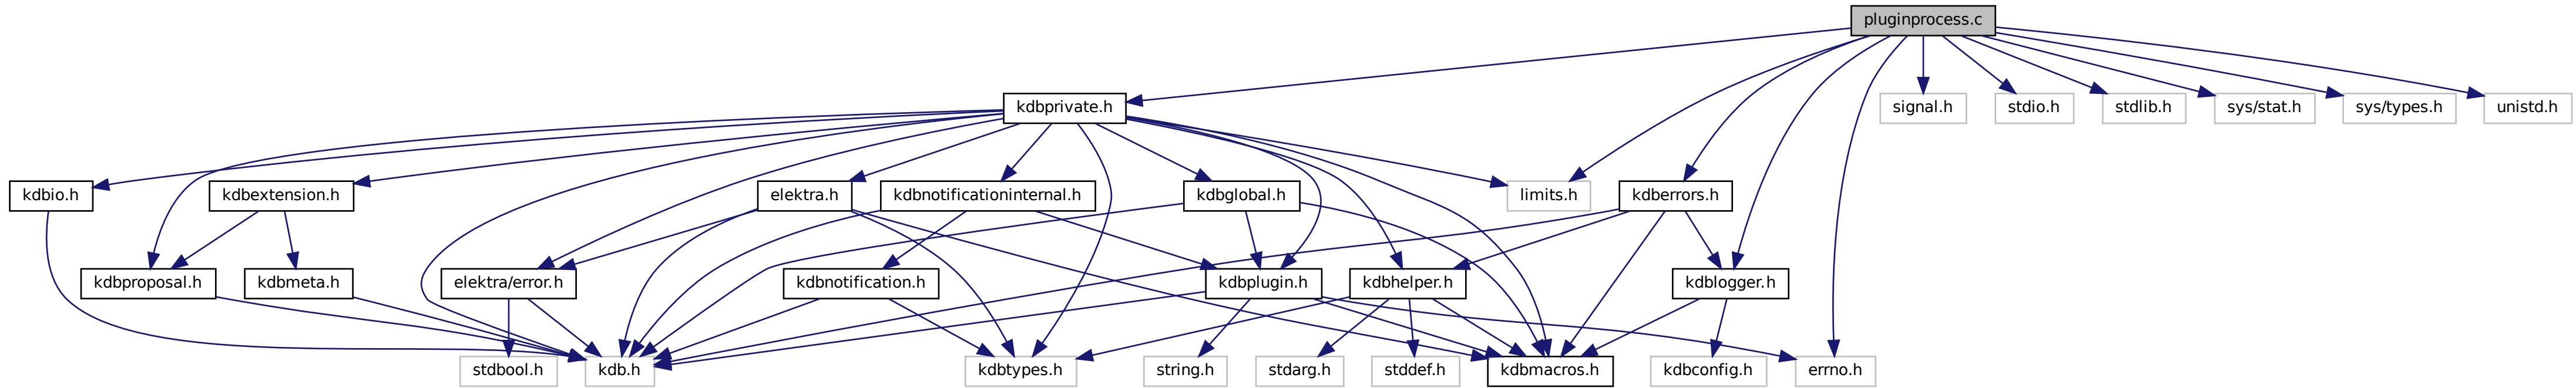 pluginprocess.c
kdbprivate.h
signal.h
stdio.h
stdlib.h
sys/stat.h
sys/types.h
unistd.h
kdbio.h
kdbextension.h
elektra.h
kdbnotificationinternal.h
kdbglobal.h
limits.h
kdberrors.h
kdbproposal.h
kdbmeta.h
elektra/error.h
kdbnotification.h
kdbplugin.h
kdbhelper.h
kdblogger.h
stdbool.h
kdb.h
kdbtypes.h
string.h
stdarg.h
stddef.h
kdbmacros.h
kdbconfig.h
errno.h